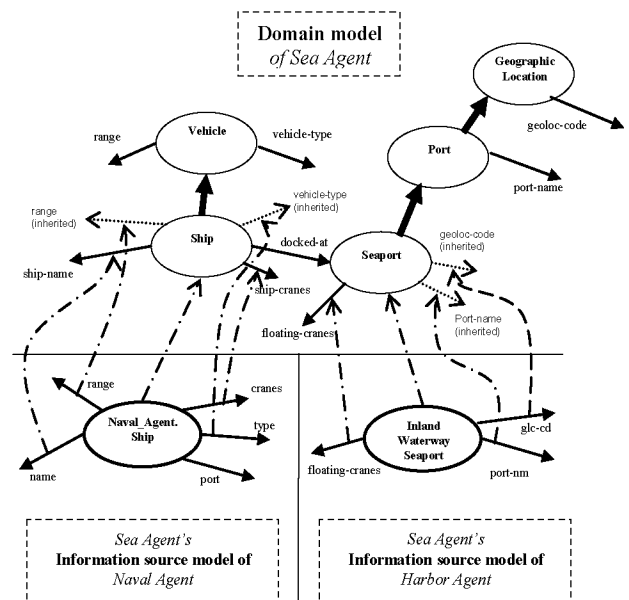 Domain model
of Sea Agent
Geographic
Location
geoloc-code
Vehicle
range
vehicle-type
Port
port-name
vehicle-type
(inherited)
range
(inherited)
Ship
docked-at
geoloc-code
(inherited)
Seaport
ship-name
ship-cranes
Port-name
(inherited)
floating-cranes
range
cranes
Naval_Agent.
Ship
type
name
port
Inland
Waterway
Seaport
glc-cd
floating-cranes
port-nm
Sea Agent's
Information source model of
Naval Agent
Sea Agent's
Information source model of
Harbor Agent